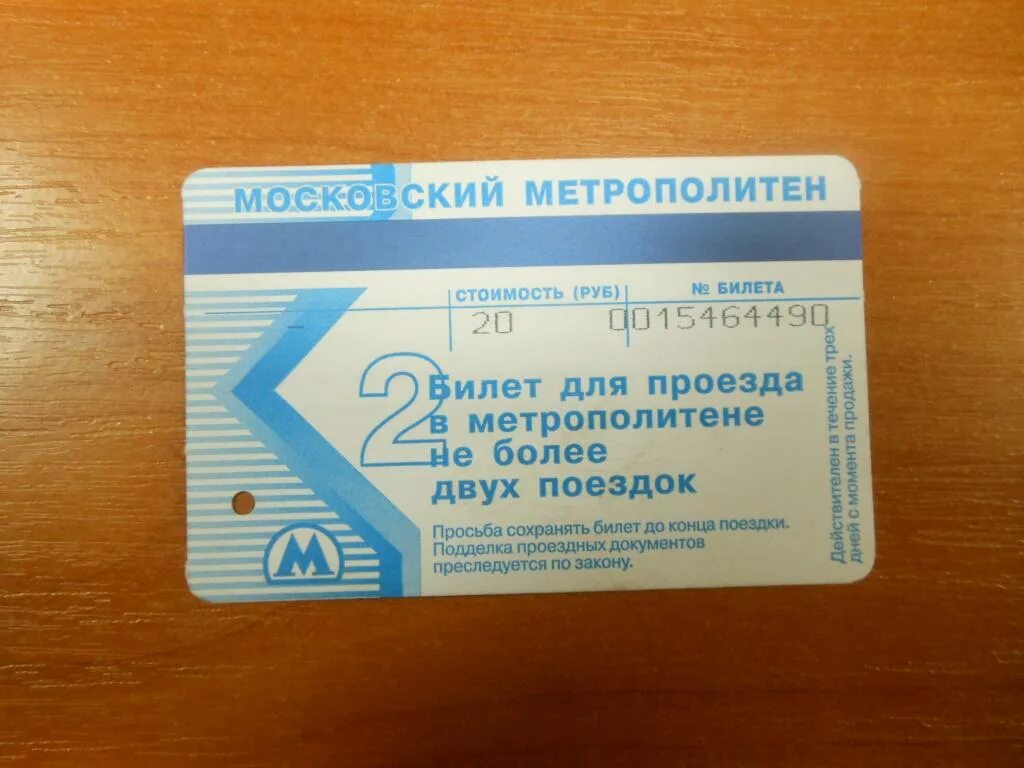 МОСКОВСКИЙ МЕТРОПОЛИТЕН
СТОИМОСТЬ (РУБ)
№ БИЛЕТА
20
0015464490
2
Билет для проезда
в метрополитене
не более
двух поездок
Просьба сохранять билет до конца поездки.
Подделка проездных документов
преследуется по закону.
Действителен в течение трех
дней с момента продажи.
М